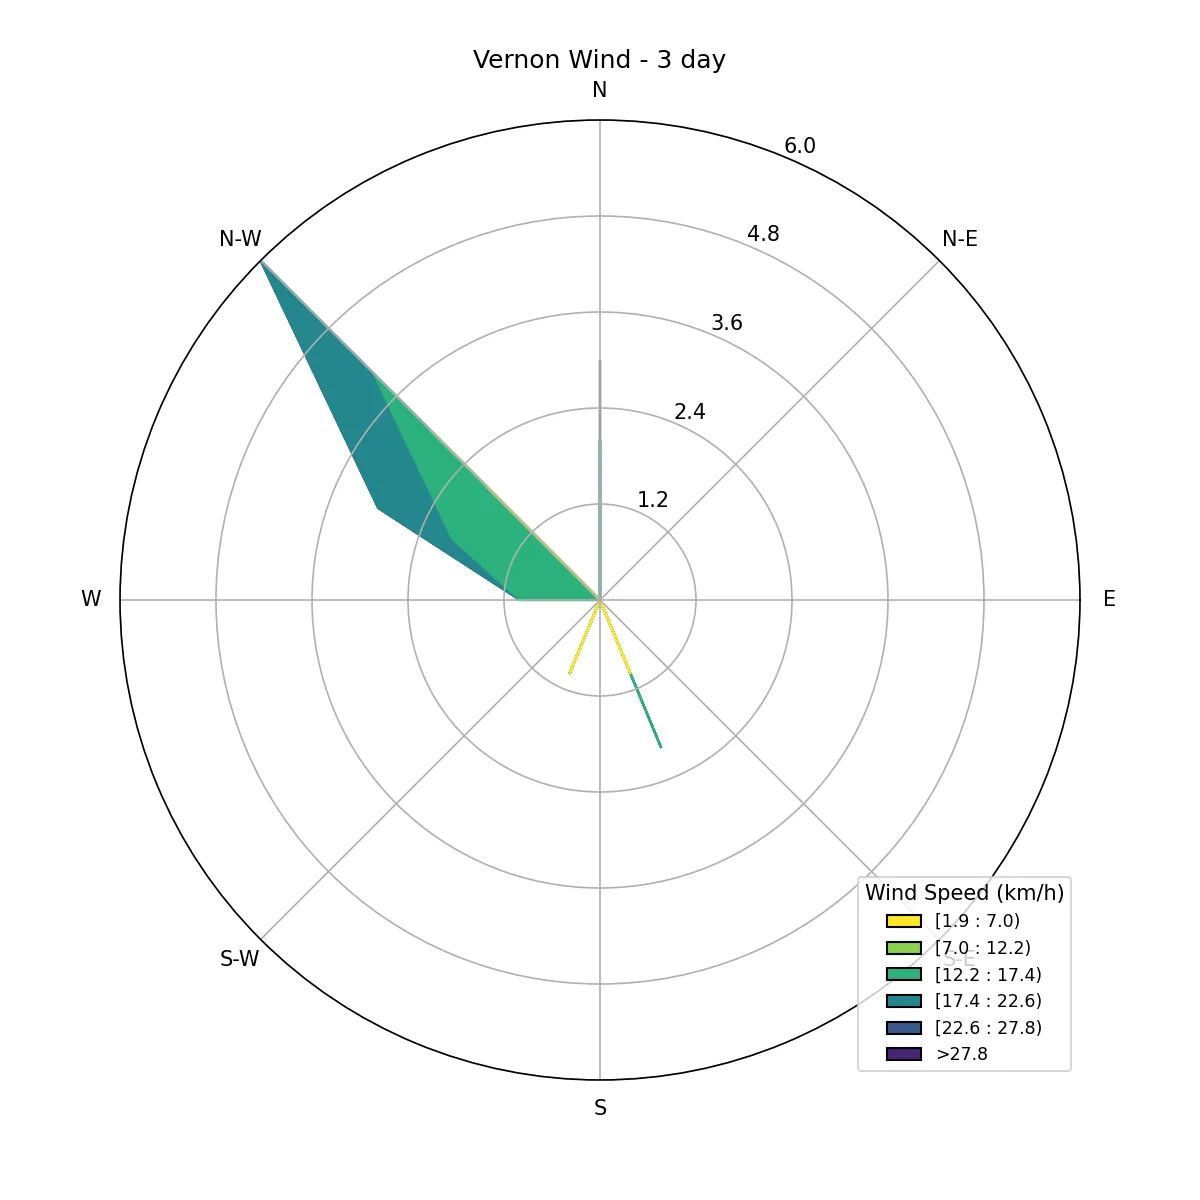 Vernon Wind - 3 day
N
6.0
N-W
N-E
4.8
3.6
2.4
1.2
W
E
S-W
S-E
S
Wind Speed (km/h)
[1.9 : 7.0)
[7.0 : 12.2)
[12.2 : 17.4)
[17.4 : 22.6)
[22.6 : 27.8)
>27.8